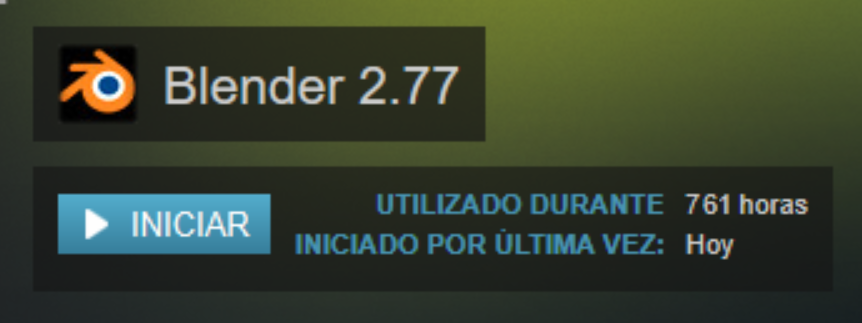 Blender 2.77
INICIAR
UTILIZADO DURANTE 761 horas
INICIADO POR ÚLTIMA VEZ: Hoy